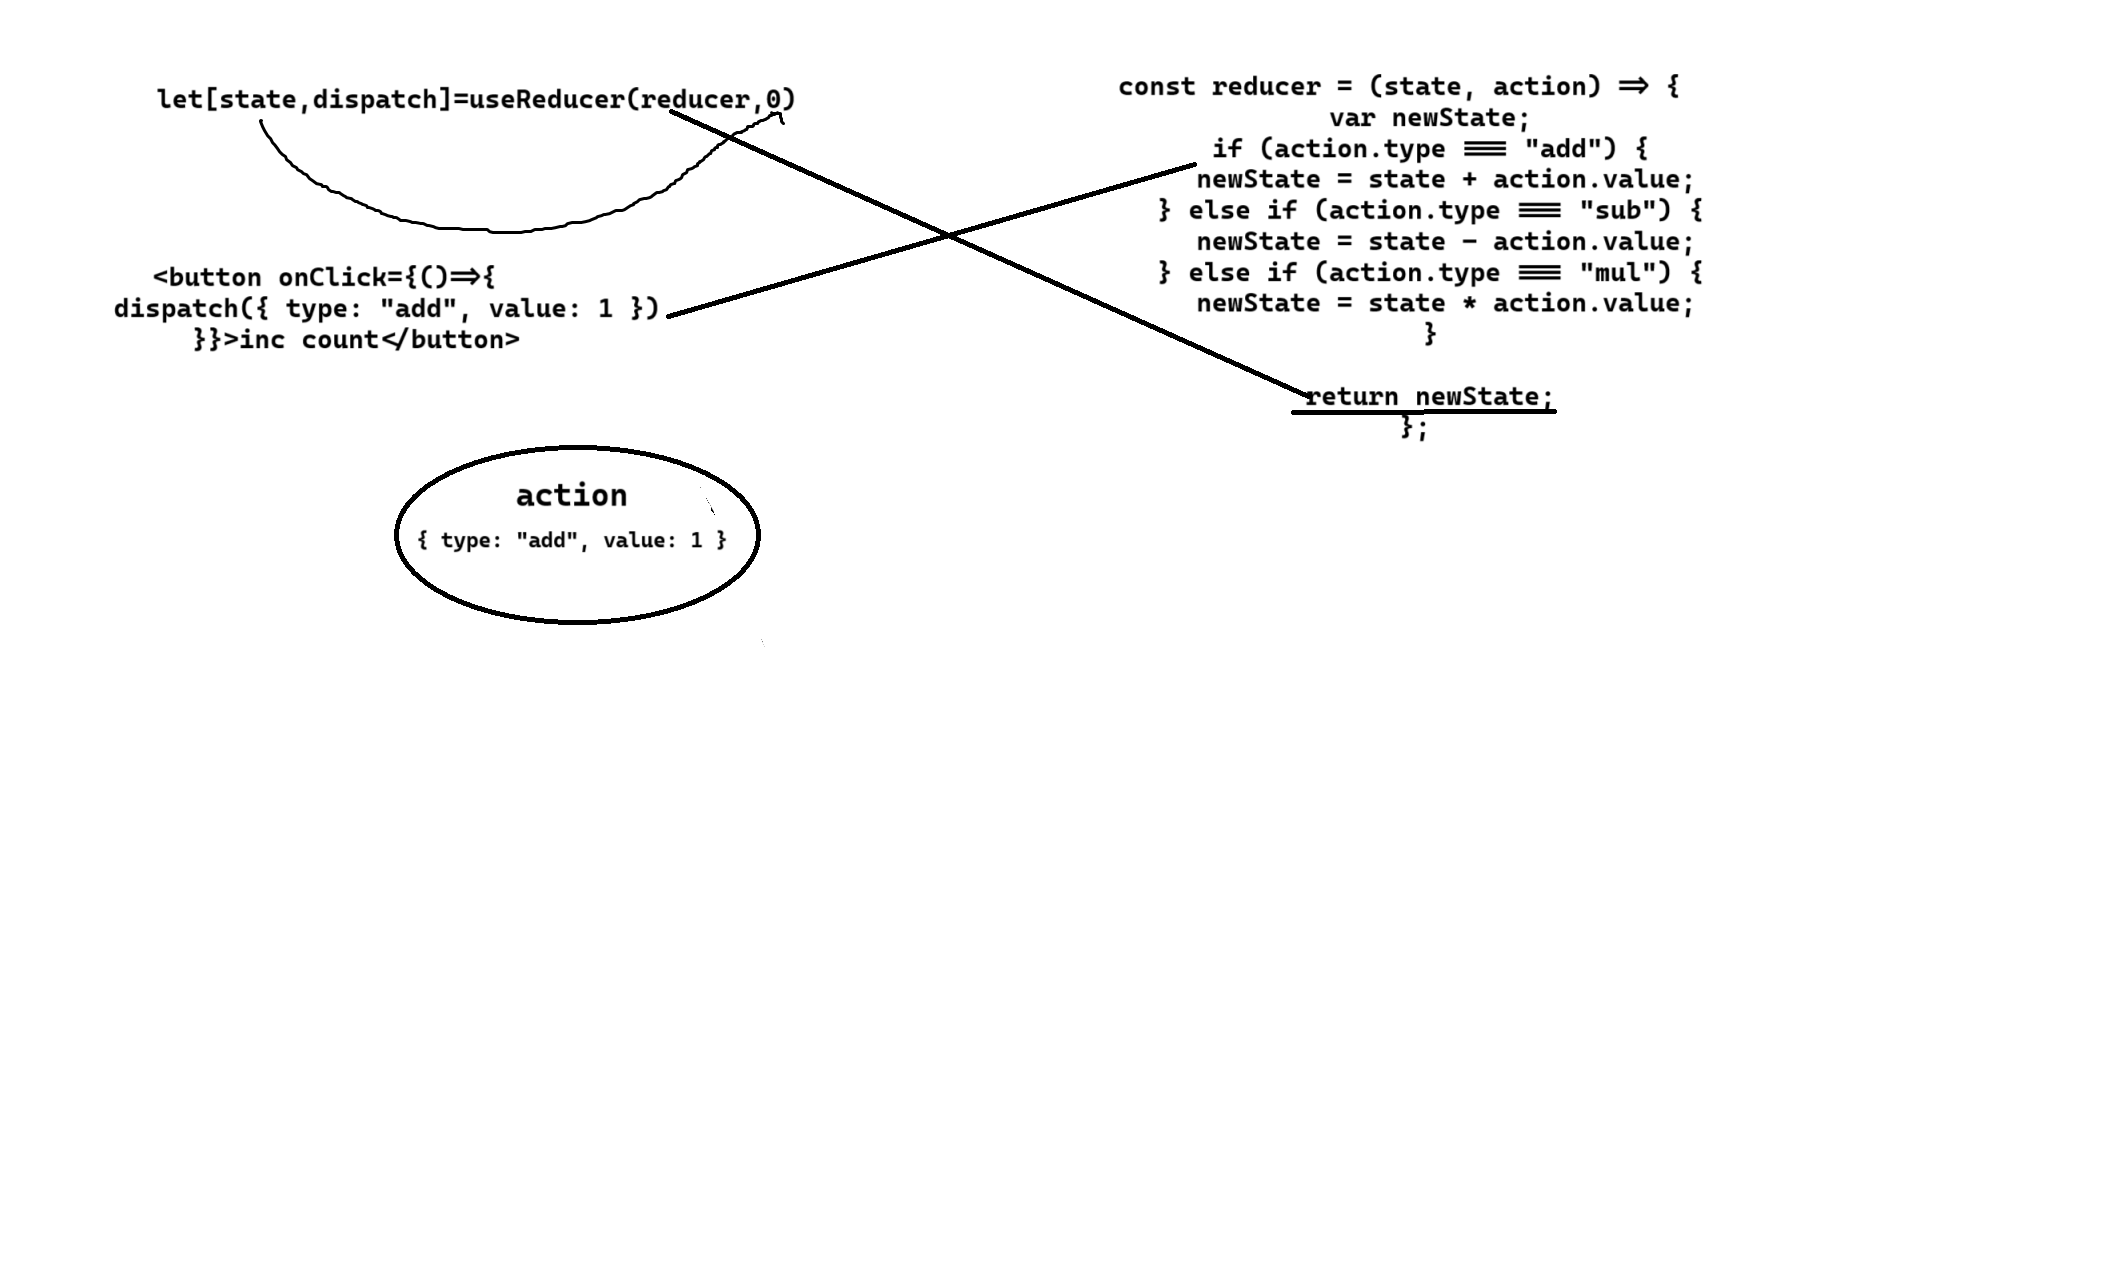 let[state,dispatch]=useReducer(reducer,0)
<button onClick={()=>{
dispatch({ type: "add", value: 1 })
}}>inc count</button>
action
{ type: "add", value: 1 }
const reducer = (state, action) => {
var newState;
if (action.type === "add") {
newState = state + action.value;
} else if (action.type === "sub") {
newState = state - action.value;
} else if (action.type === "mul") {
newState = state * action.value;
}
return newState;
};